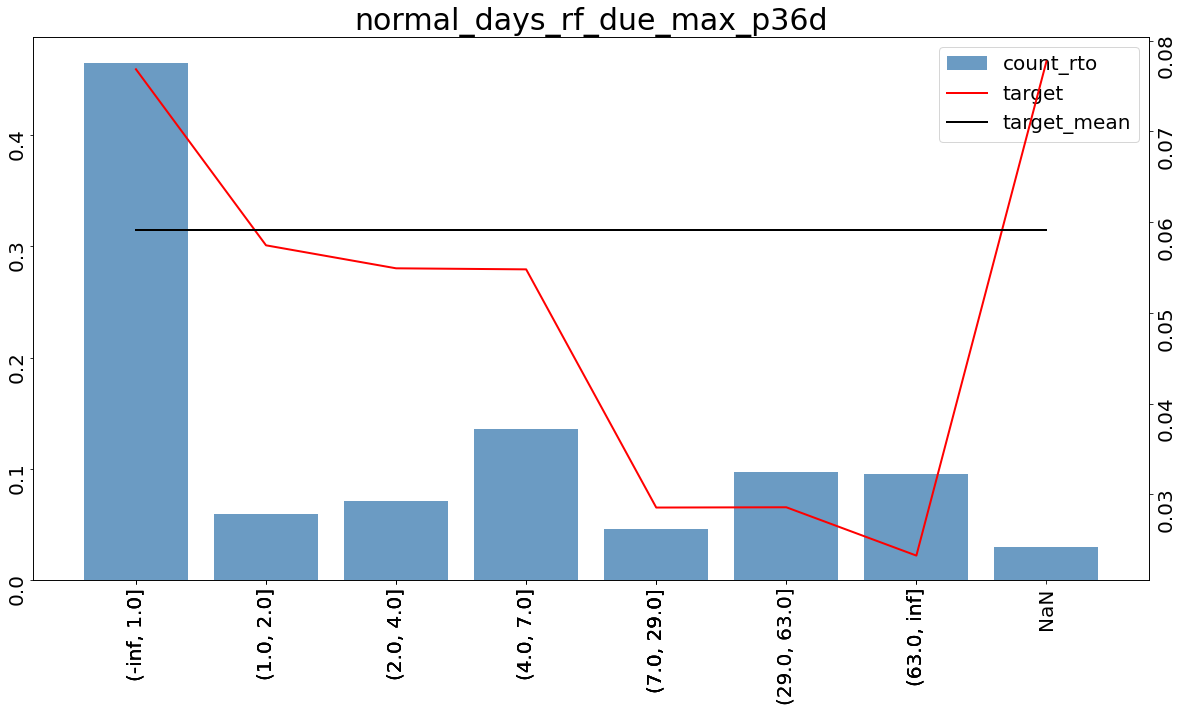 normal_days_rf_due_max_p36d
count_rto
target
target_mean
0.4
0.3
0.2
0.1
0.0
0.08
0.07
0.06
0.05
0.04
0.03
(-inf, 1.0]
(1.0, 2.0]
(2.0, 4.0]
(4.0, 7.0]
(7.0, 29.0]
(29.0, 63.0]
(63.0, inf]
NaN